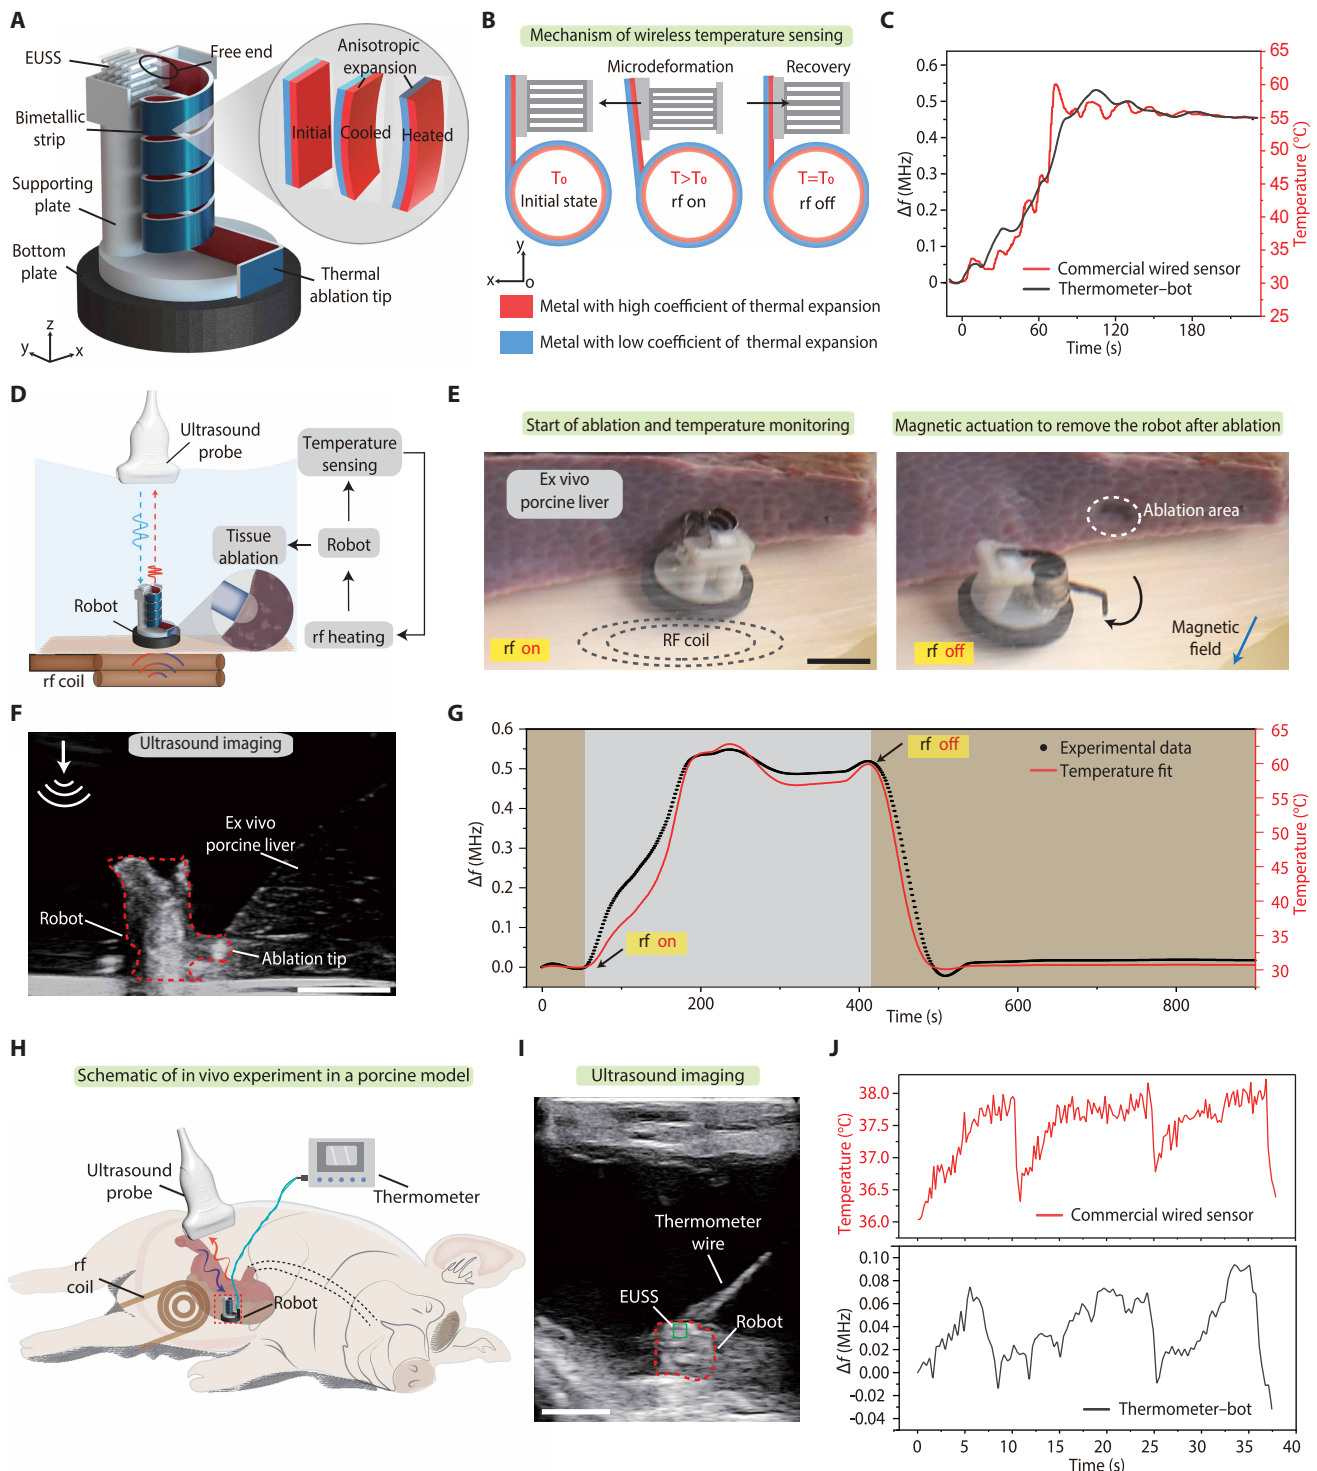 A
EUSS
Free end
Anisotropic
expansion
Initial
Cooled
Heated
Bimetallic
strip
Supporting
plate
Bottom
plate
Thermal
ablation tip
z
y
x
B
Mechanism of wireless temperature sensing
Microdeformation
Recovery
T₀
Initial state
T>T₀
rf on
T=T₀
rf off
y
x
o
Metal with high coefficient of thermal expansion
Metal with low coefficient of thermal expansion
C
0.6
0.5
0.4
0.3
0.2
0.1
0
Δf (MHz)
65
60
55
50
45
40
35
30
25
Temperature (°C)
Commercial wired sensor
Thermometer–bot
0
60
120
180
Time (s)
D
Ultrasound
probe
Temperature
sensing
Tissue
ablation
Robot
Robot
rf heating
rf coil
E
Start of ablation and temperature monitoring
Ex vivo
porcine liver
RF coil
rf on
Magnetic actuation to remove the robot after ablation
Ablation area
Magnetic
field
rf off
F
Ultrasound imaging
Ex vivo
porcine liver
Robot
Ablation tip
G
0.6
0.5
0.4
0.3
0.2
0.1
0.0
Δf (MHz)
rf off
rf on
Experimental data
Temperature fit
65
60
55
50
45
40
35
30
Temperature (°C)
0
200
400
600
800
Time (s)
H
Schematic of in vivo experiment in a porcine model
Ultrasound
probe
Thermometer
rf
coil
Robot
I
Ultrasound imaging
Thermometer
wire
EUSS
Robot
J
38.0
37.5
37.0
36.5
36.0
Temperature (°C)
Commercial wired sensor
0.10
0.08
0.06
0.04
0.02
0.00
-0.02
-0.04
Δf (MHz)
Thermometer–bot
0
5
10
15
20
25
30
35
40
Time (s)